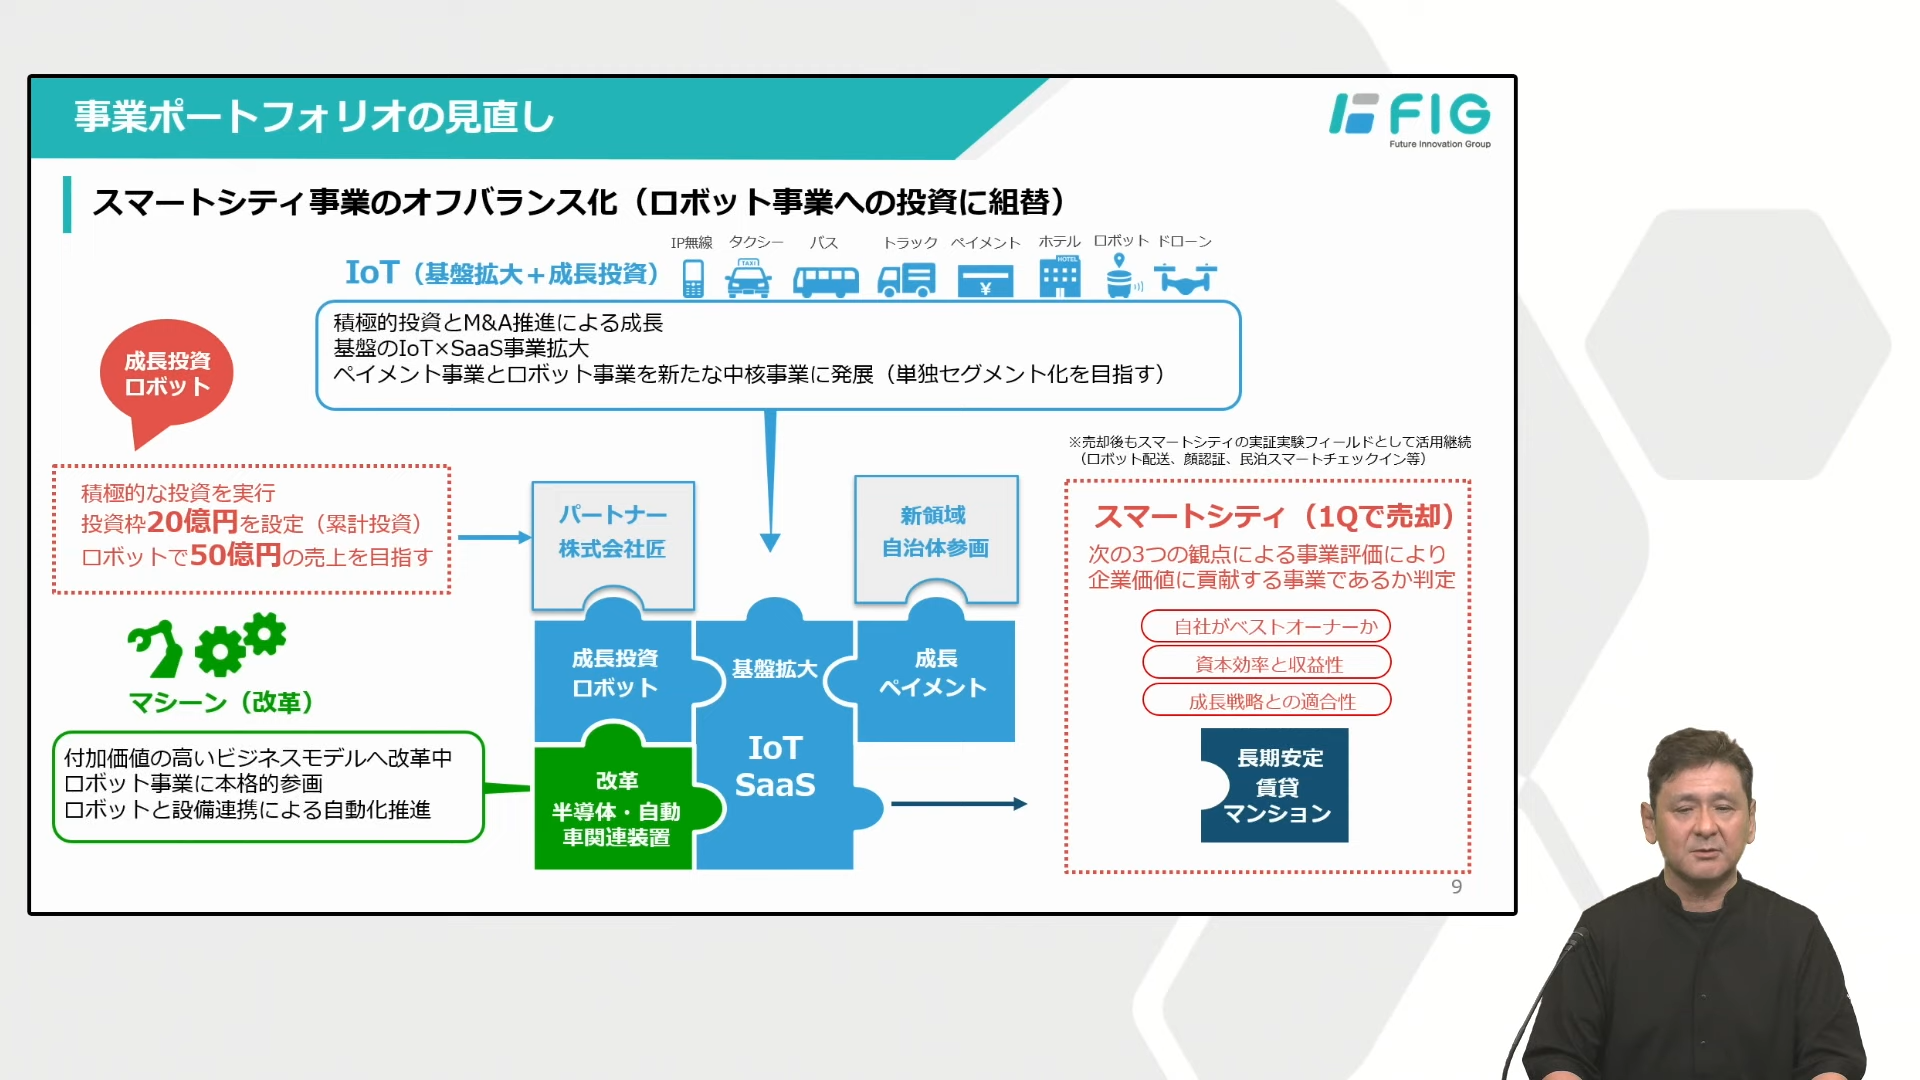 事業ポートフォリオの見直し
FIG
Future Innovation Group
スマートシティ事業のオフバランス化（ロボット事業への投資に組替）
IP無線 タクシー バス トラック ペイメント ホテル ロボット ドローン
IoT（基盤拡大＋成長投資）
TAXI
¥
HOTEL
積極的投資とM&A推進による成長
基盤のIoT×SaaS事業拡大
ペイメント事業とロボット事業を新たな中核事業に発展（単独セグメント化を目指す）
成長投資
ロボット
積極的な投資を実行
投資枠20億円を設定（累計投資）
ロボットで50億円の売上を目指す
マシーン（改革）
付加価値の高いビジネスモデルへ改革中
ロボット事業に本格的参画
ロボットと設備連携による自動化推進
パートナー
株式会社匠
新領域
自治体参画
成長投資
ロボット
基盤拡大
IoT
SaaS
成長
ペイメント
改革
半導体・自動
車関連装置
※売却後もスマートシティの実証実験フィールドとして活用継続
（ロボット配送、顔認証、民泊スマートチェックイン等）
スマートシティ（1Qで売却）
次の3つの観点による事業評価により
企業価値に貢献する事業であるか判定
自社がベストオーナーか
資本効率と収益性
成長戦略との適合性
長期安定
賃貸
マンション
9